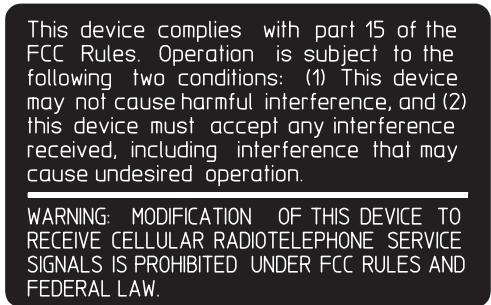 This device complies with part 15 of the
FCC Rules. Operation is subject to the
following two conditions: (1) This device
may not cause harmful interference, and (2)
this device must accept any interference
received, including interference that may
cause undesired operation.
WARNING: MODIFICATION OF THIS DEVICE TO
RECEIVE CELLULAR RADIOTELEPHONE SERVICE
SIGNALS IS PROHIBITED UNDER FCC RULES AND
FEDERAL LAW.